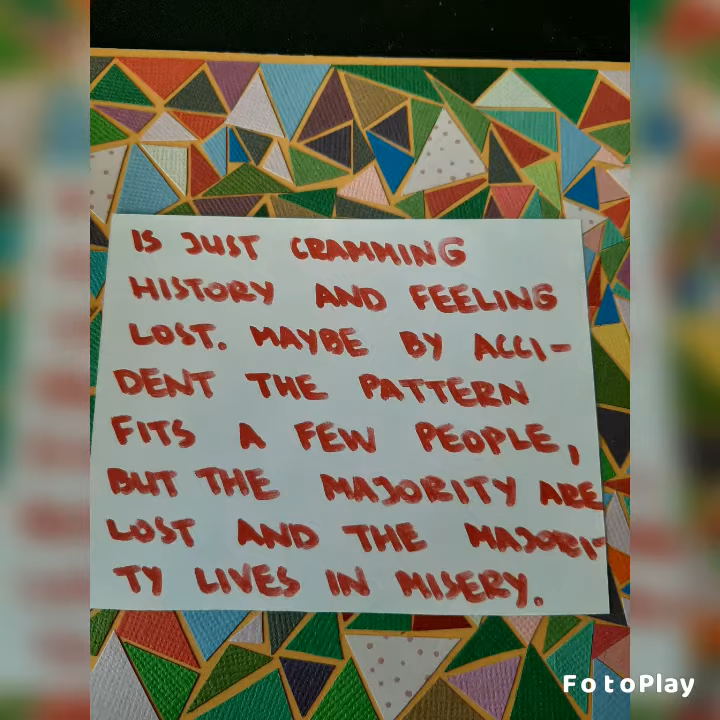 IS JUST CRAMMING
HISTORY AND FEELING
LOST. MAYBE BY ACCI-
DENT THE PATTERN
FITS A FEW PEOPLE,
BUT THE MAJORITY ARE
LOST AND THE MAJORI-
TY LIVES IN MISERY.
FotoPlay